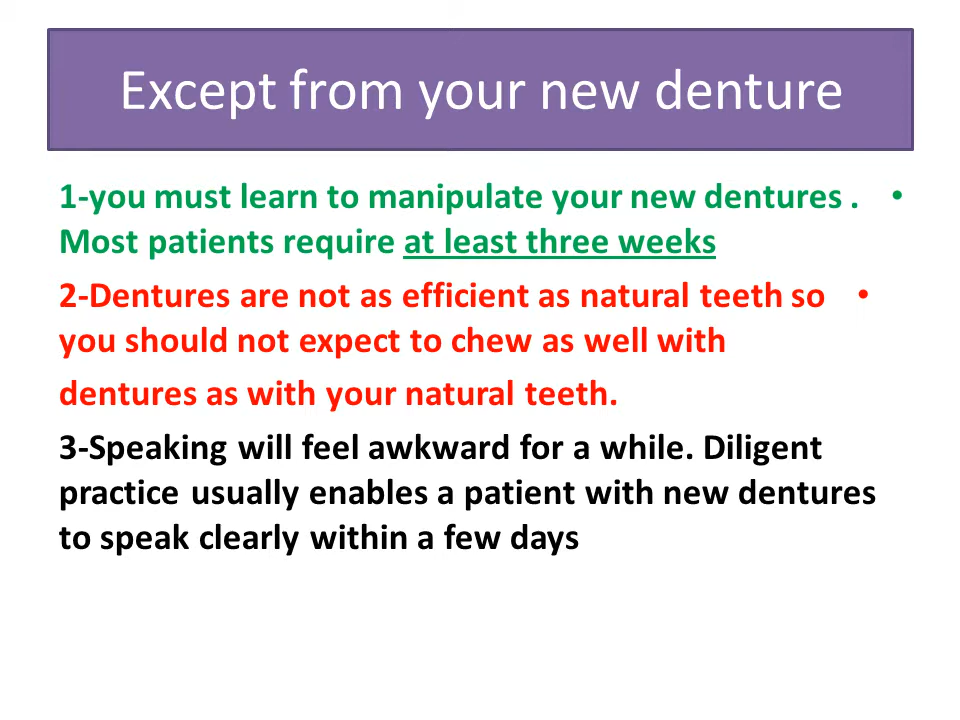 Except from your new denture
1-you must learn to manipulate your new dentures . •
Most patients require at least three weeks
2-Dentures are not as efficient as natural teeth so •
you should not expect to chew as well with
dentures as with your natural teeth.
3-Speaking will feel awkward for a while. Diligent
practice usually enables a patient with new dentures
to speak clearly within a few days